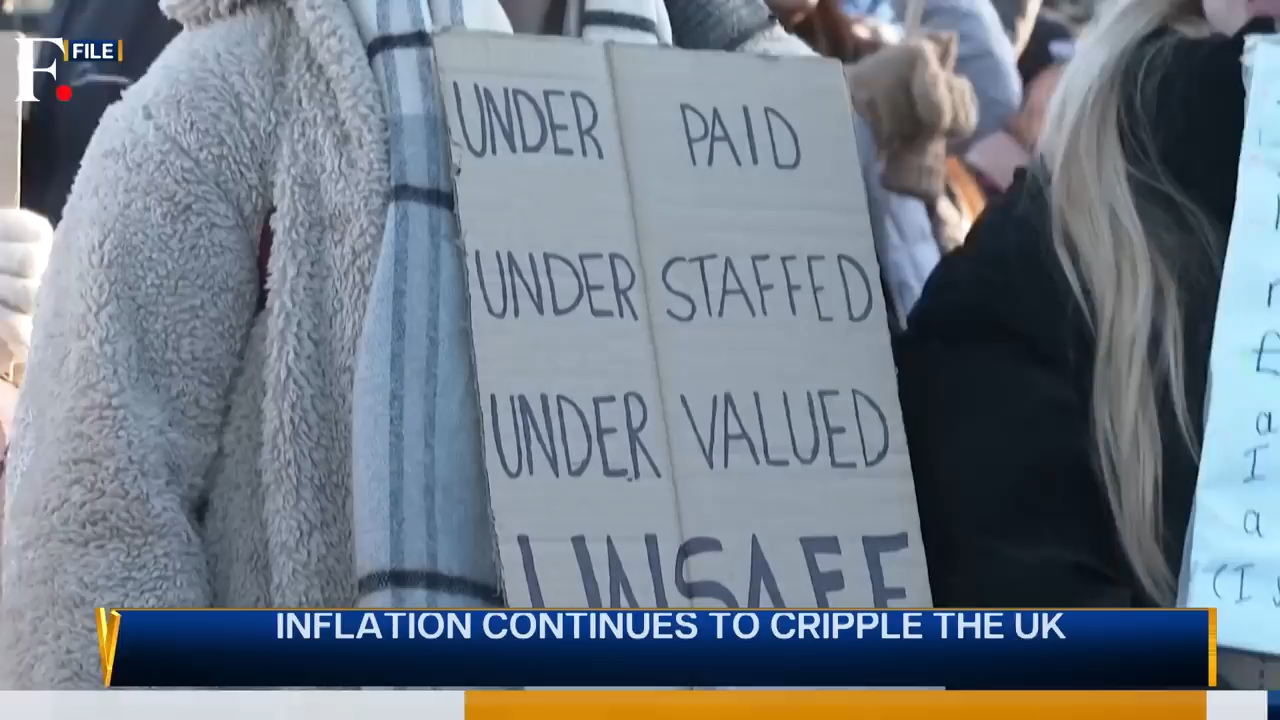 F.
FILE
UNDER PAID
UNDER STAFFED
UNDER VALUED
UNSAFE
INFLATION CONTINUES TO CRIPPLE THE UK